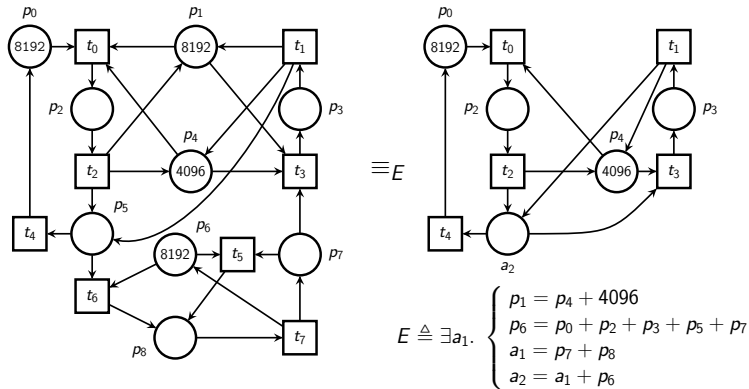 p0 p1 p0
8192 t0 8192 t1 8192 t0 t1
p2 p3 p2 p3
p4 p4
t2 4096 t3 t2 4096 t3
≡E
p5
p6
t4 8192 t5 p7 t4
a2
t6
p8 t7
p1 = p4 + 4096
p6 = p0 + p2 + p3 + p5 + p7
E ≜ ∃a1. {
a1 = p7 + p8
a2 = a1 + p6